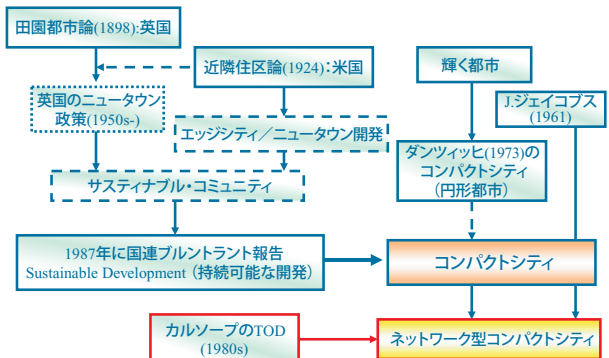 田園都市論(1898):英国
近隣住区論(1924):米国
輝く都市
英国のニュータウン
政策(1950s-)
J.ジェイコブス
(1961)
エッジシティ/ニュータウン開発
ダンツィッヒ(1973)の
コンパクトシティ
(円形都市)
サスティナブル・コミュニティ
1987年に国連ブルントラント報告
Sustainable Development(持続可能な開発)
コンパクトシティ
カルソープのTOD
(1980s)
ネットワーク型コンパクトシティ